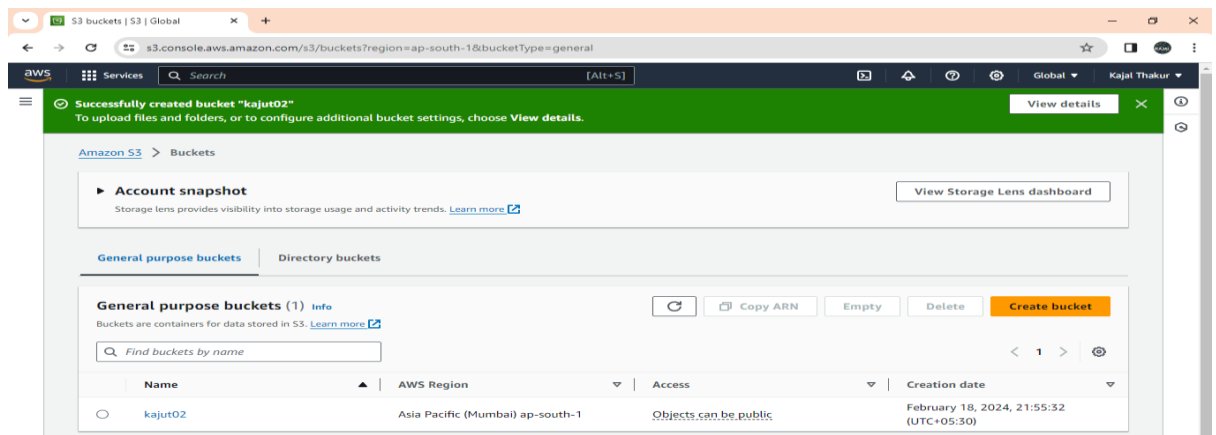 S3 buckets | S3 | Global
s3.console.aws.amazon.com/s3/buckets?region=ap-south-1&bucketType=general
aws Services Search [Alt+S] Global Kajal Thakur
Successfully created bucket "kajut02" View details
To upload files and folders, or to configure additional bucket settings, choose View details.
Amazon S3 > Buckets
Account snapshot View Storage Lens dashboard
Storage lens provides visibility into storage usage and activity trends. Learn more
General purpose buckets Directory buckets
General purpose buckets (1) Info Copy ARN Empty Delete Create bucket
Buckets are containers for data stored in S3. Learn more
Find buckets by name < 1 >
Name AWS Region Access Creation date
kajut02 Asia Pacific (Mumbai) ap-south-1 Objects can be public February 18, 2024, 21:55:32
(UTC+05:30)